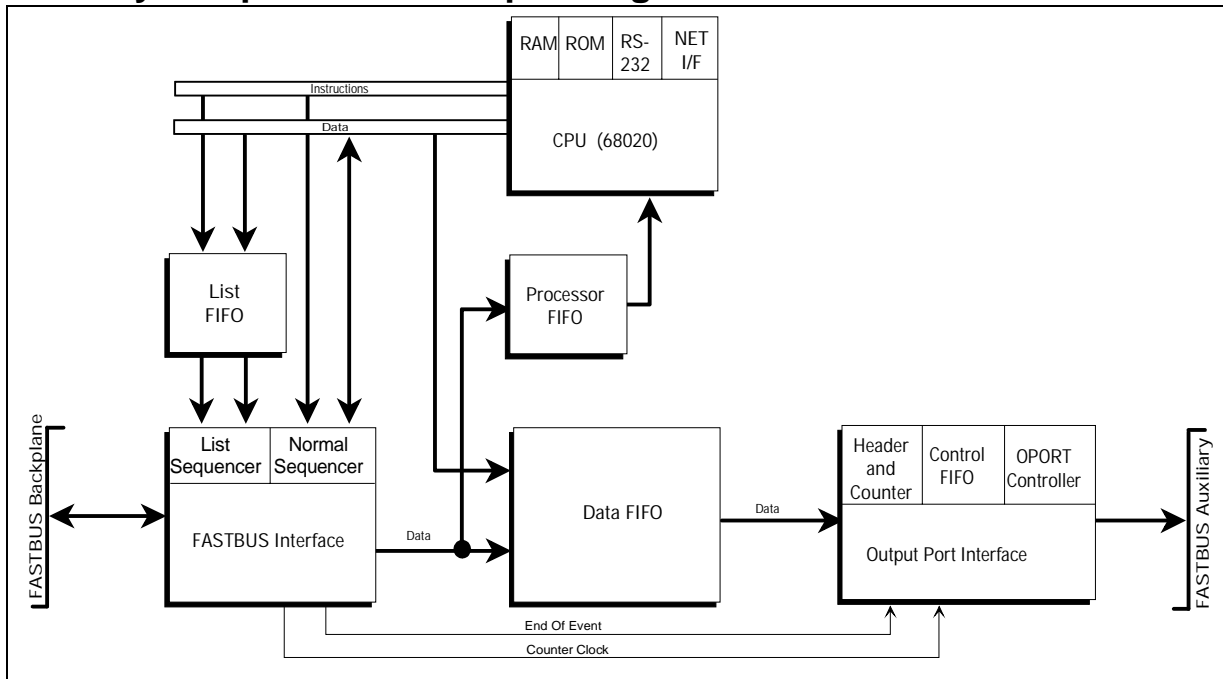 RAM
ROM
RS-
232
NET
I/F
Instructions
Data
CPU (68020)
List
FIFO
Processor
FIFO
FASTBUS Backplane
List
Sequencer
Normal
Sequencer
FASTBUS Interface
Data
Data FIFO
Data
Header
and
Counter
Control
FIFO
OPORT
Controller
Output Port Interface
FASTBUS Auxiliary
End Of Event
Counter Clock